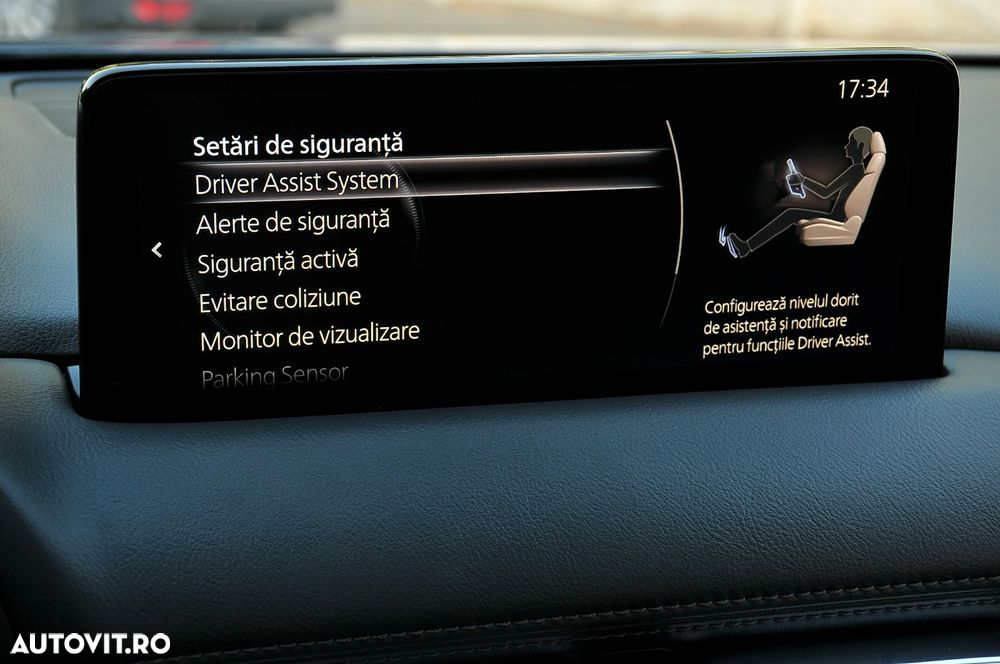 17:34
Setări de siguranță
Driver Assist System
Alerte de siguranță
Siguranță activă
Evitare coliziune
Monitor de vizualizare
Parking Sensor
Configurează nivelul dorit
de asistență și notificare
pentru funcțiile Driver Assist.
AUTOVIT.RO